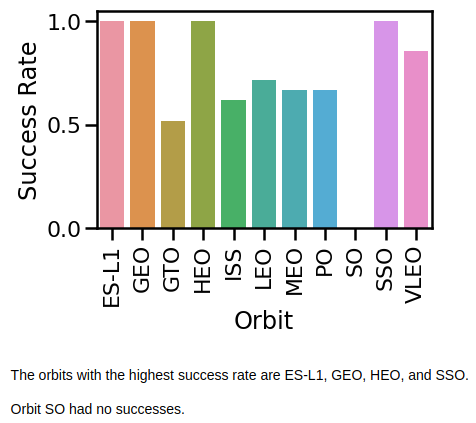 1.0
0.5
0.0
Success Rate
ES-L1 GEO GTO HEO ISS LEO MEO PO SO SSO VLEO
Orbit
The orbits with the highest success rate are ES-L1, GEO, HEO, and SSO.
Orbit SO had no successes.